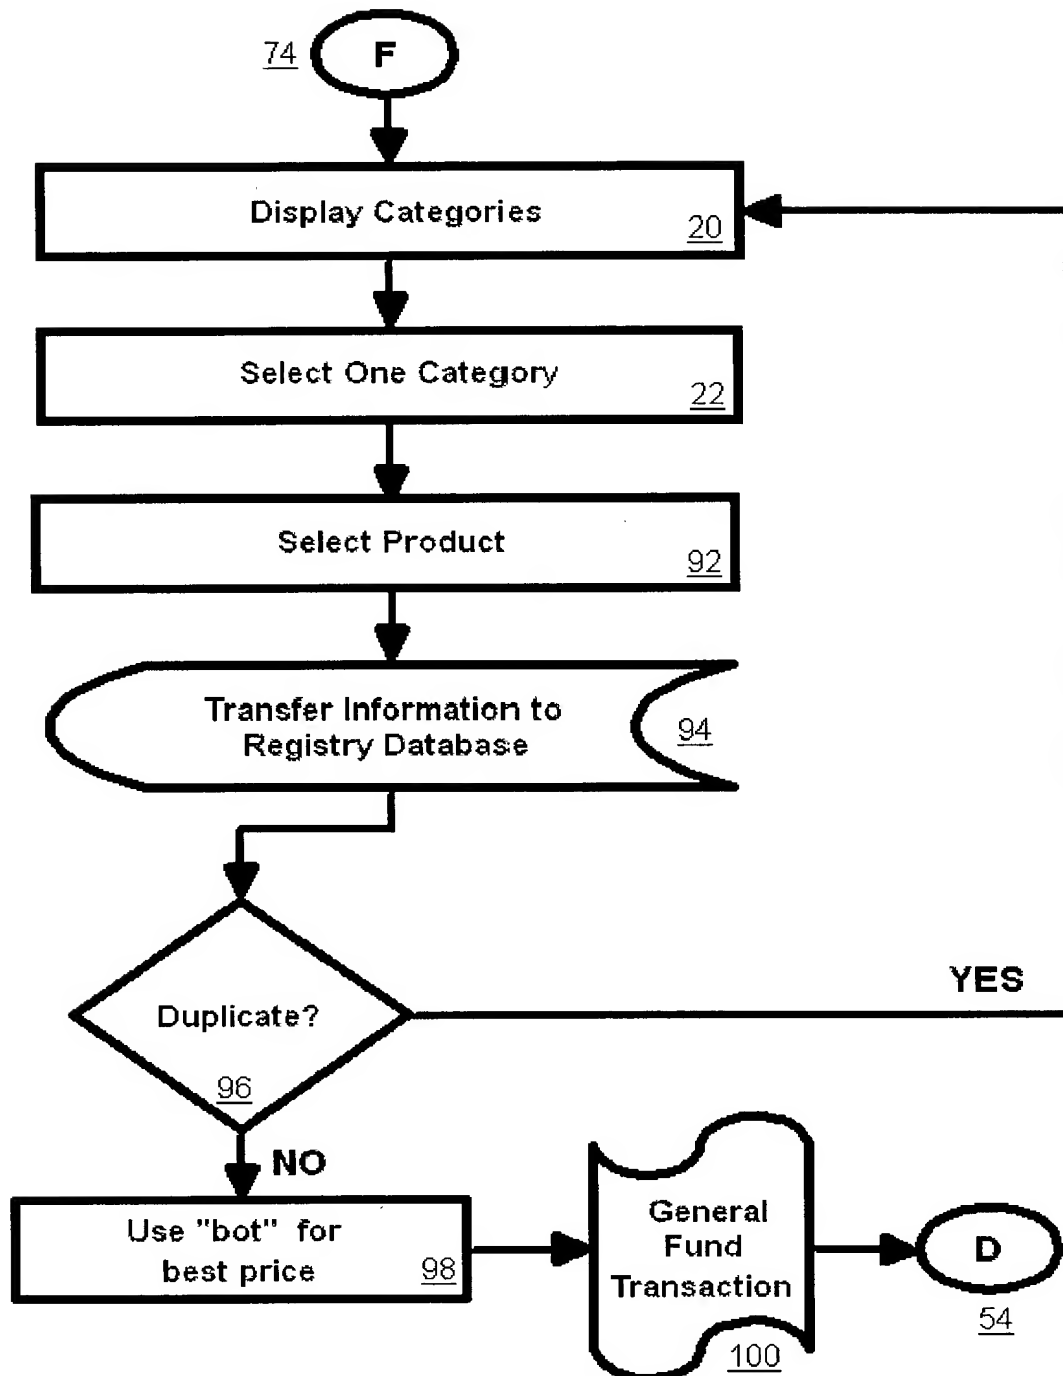 74
F
Display Categories
20
Select One Category
22
Select Product
92
Transfer Information to
Registry Database
94
Duplicate?
96
YES
NO
Use "bot" for
best price
98
General
Fund
Transaction
100
D
54